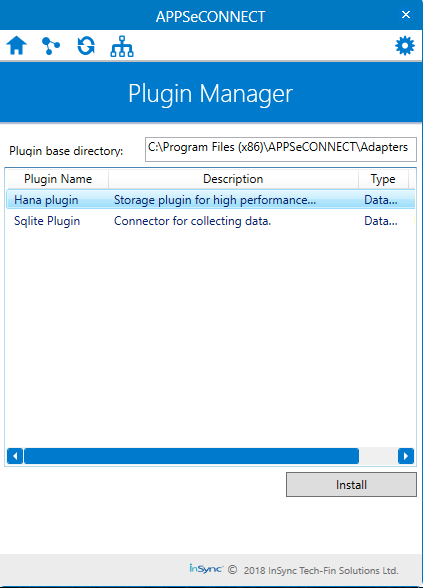 APPSeCONNECT
Plugin Manager
Plugin base directory: C:\Program Files (x86)\APPSeCONNECT\Adapters
Plugin Name Description Type
Hana plugin Storage plugin for high performance... Data...
Sqlite Plugin Connector for collecting data. Data...
Install
InSync © 2018 InSync Tech-Fin Solutions Ltd.